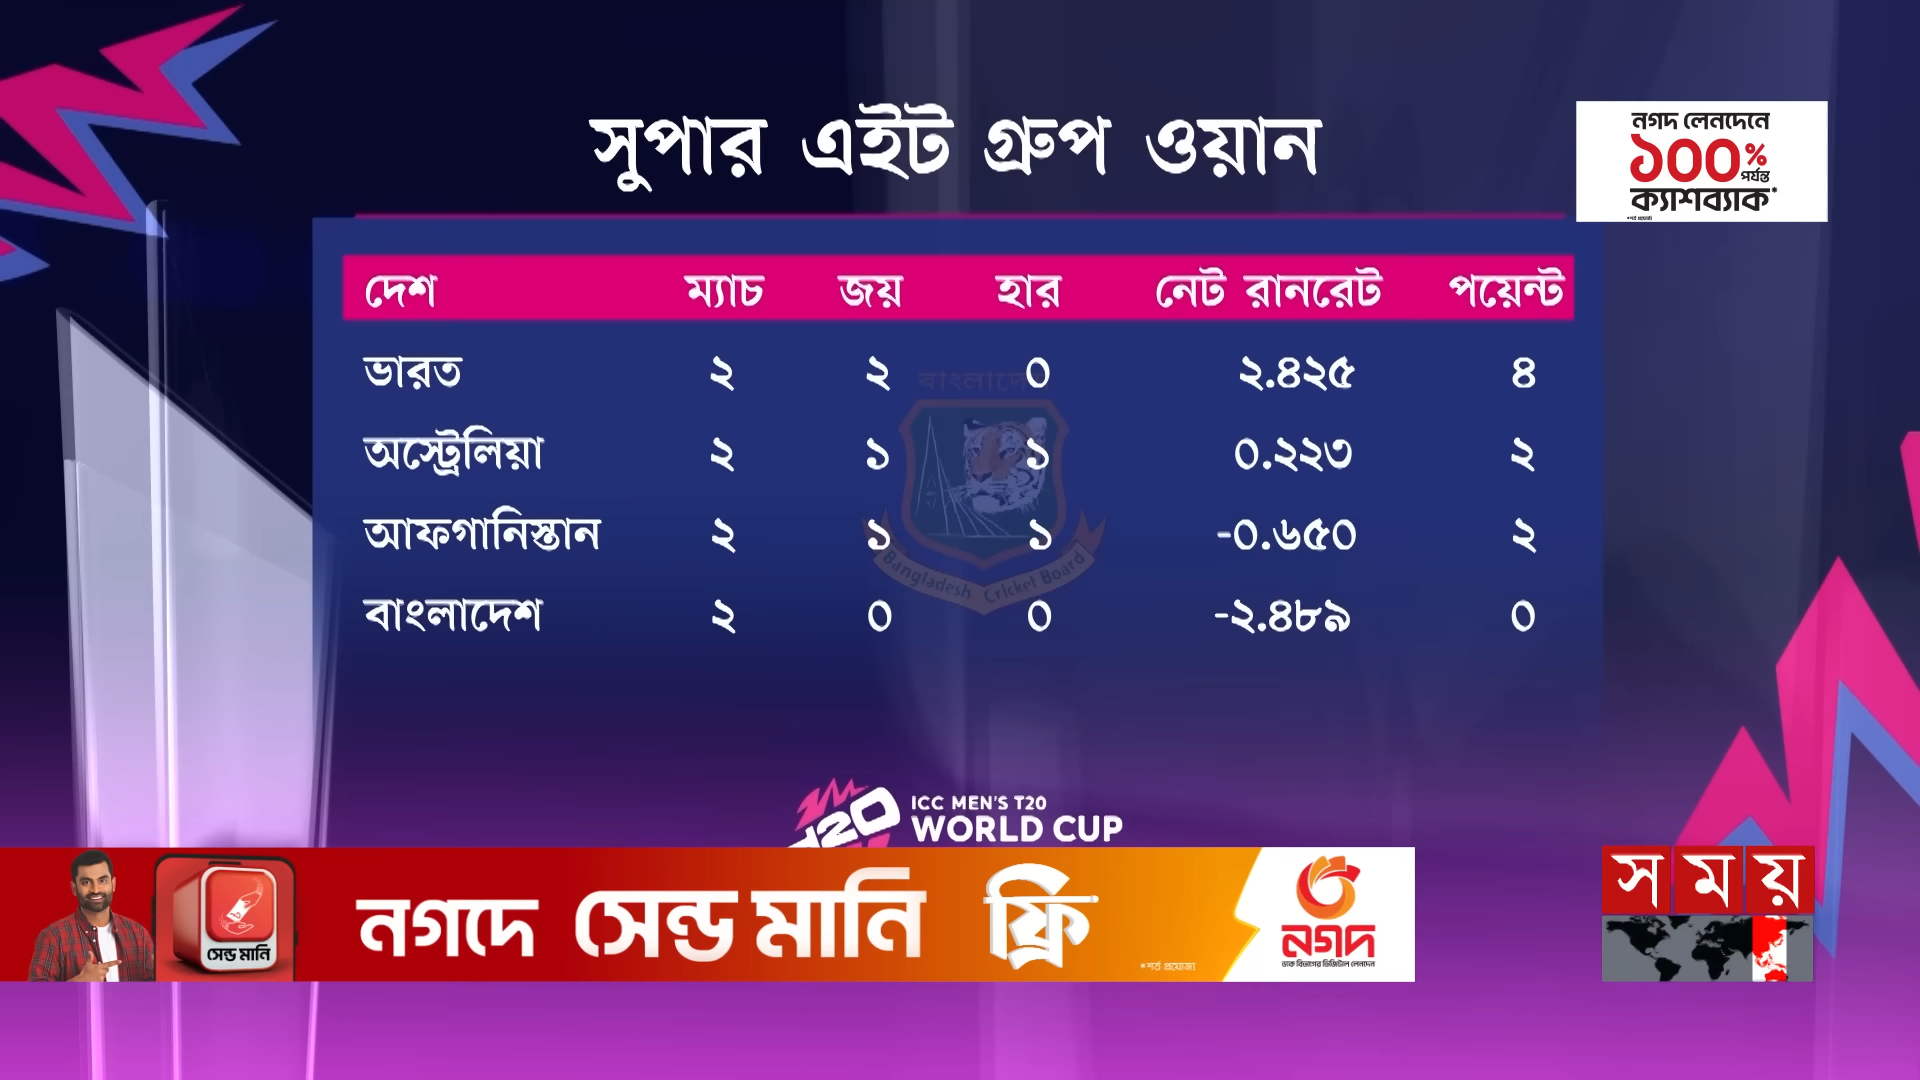 সুপার এইট গ্রুপ ওয়ান
নগদ লেনদেনে
১০০%
পর্যন্ত
ক্যাশব্যাক*
দেশ ম্যাচ জয় হার নেট রানরেট পয়েন্ট
ভারত ২ ২ ০ ২.৪২৫ ৪
অস্ট্রেলিয়া ২ ১ ১ ০.২২৩ ২
আফগানিস্তান ২ ১ ১ -০.৬৫০ ২
বাংলাদেশ ২ ০ ০ -২.৪৮৯ ০
Bangladesh Cricket Board
T20 ICC MEN'S T20
WORLD CUP
সেন্ড মানি
নগদে সেন্ড মানি ফ্রি
*শর্ত প্রযোজ্য
নগদ
ডাক বিভাগের ডিজিটাল লেনদেন
সময়